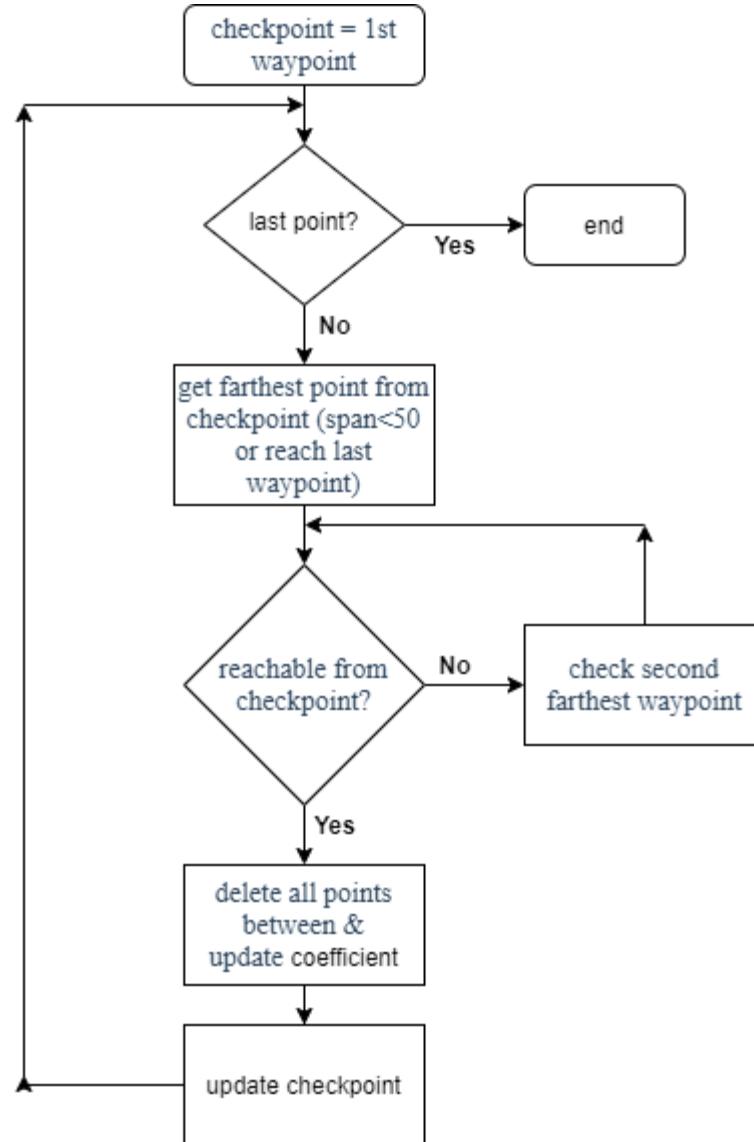 checkpoint = 1st
waypoint
last point?
Yes
end
No
get farthest point from
checkpoint (span<50
or reach last
waypoint)
reachable from
checkpoint?
No
check second
farthest waypoint
Yes
delete all points
between &
update coefficient
update checkpoint